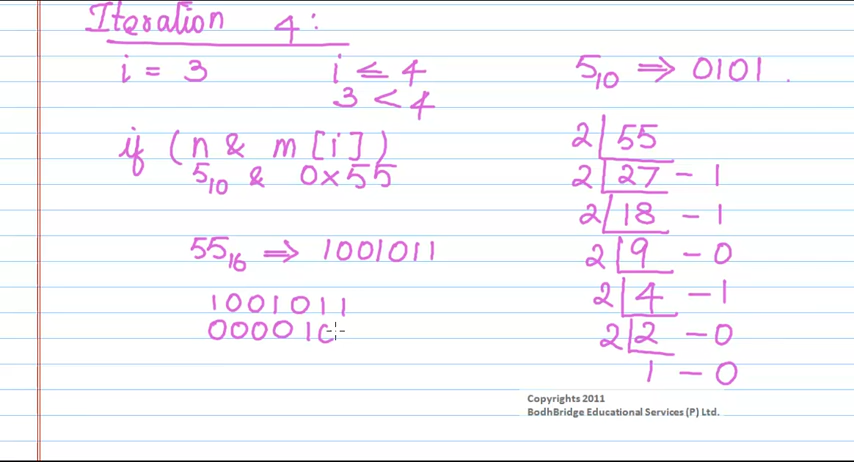 Iteration 4:
i = 3 i ≤ 4
3 < 4
if (n & m[i])
5₁₀ & 0x55
55₁₆ ⇒ 1001011
1001011
000010
5₁₀ ⇒ 0101.
2 | 55
2 | 27 - 1
2 | 18 - 1
2 | 9 - 0
2 | 4 - 1
2 | 2 - 0
1 - 0
Copyrights 2011
BodhBridge Educational Services (P) Ltd.